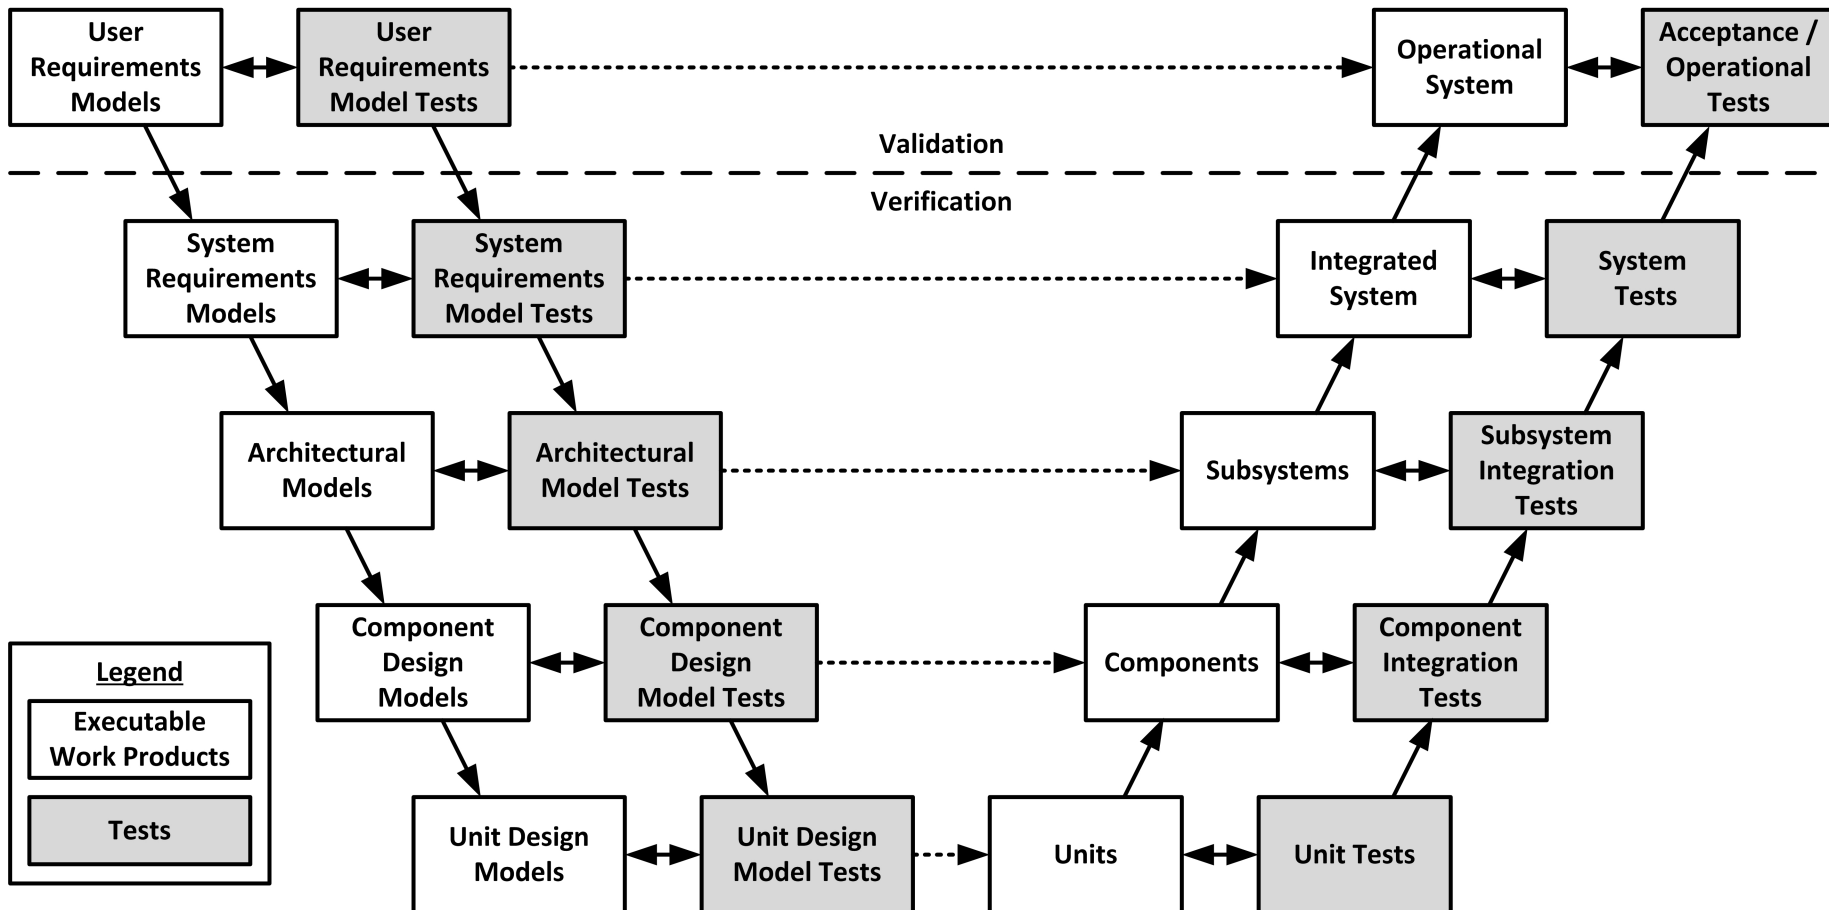 User
Requirements
Models
User
Requirements
Model Tests
Operational
System
Acceptance /
Operational
Tests
Validation
Verification
System
Requirements
Models
System
Requirements
Model Tests
Integrated
System
System
Tests
Architectural
Models
Architectural
Model Tests
Subsystems
Subsystem
Integration
Tests
Component
Design
Models
Component
Design
Model Tests
Components
Component
Integration
Tests
Legend
Executable
Work Products
Tests
Unit Design
Models
Unit Design
Model Tests
Units
Unit Tests